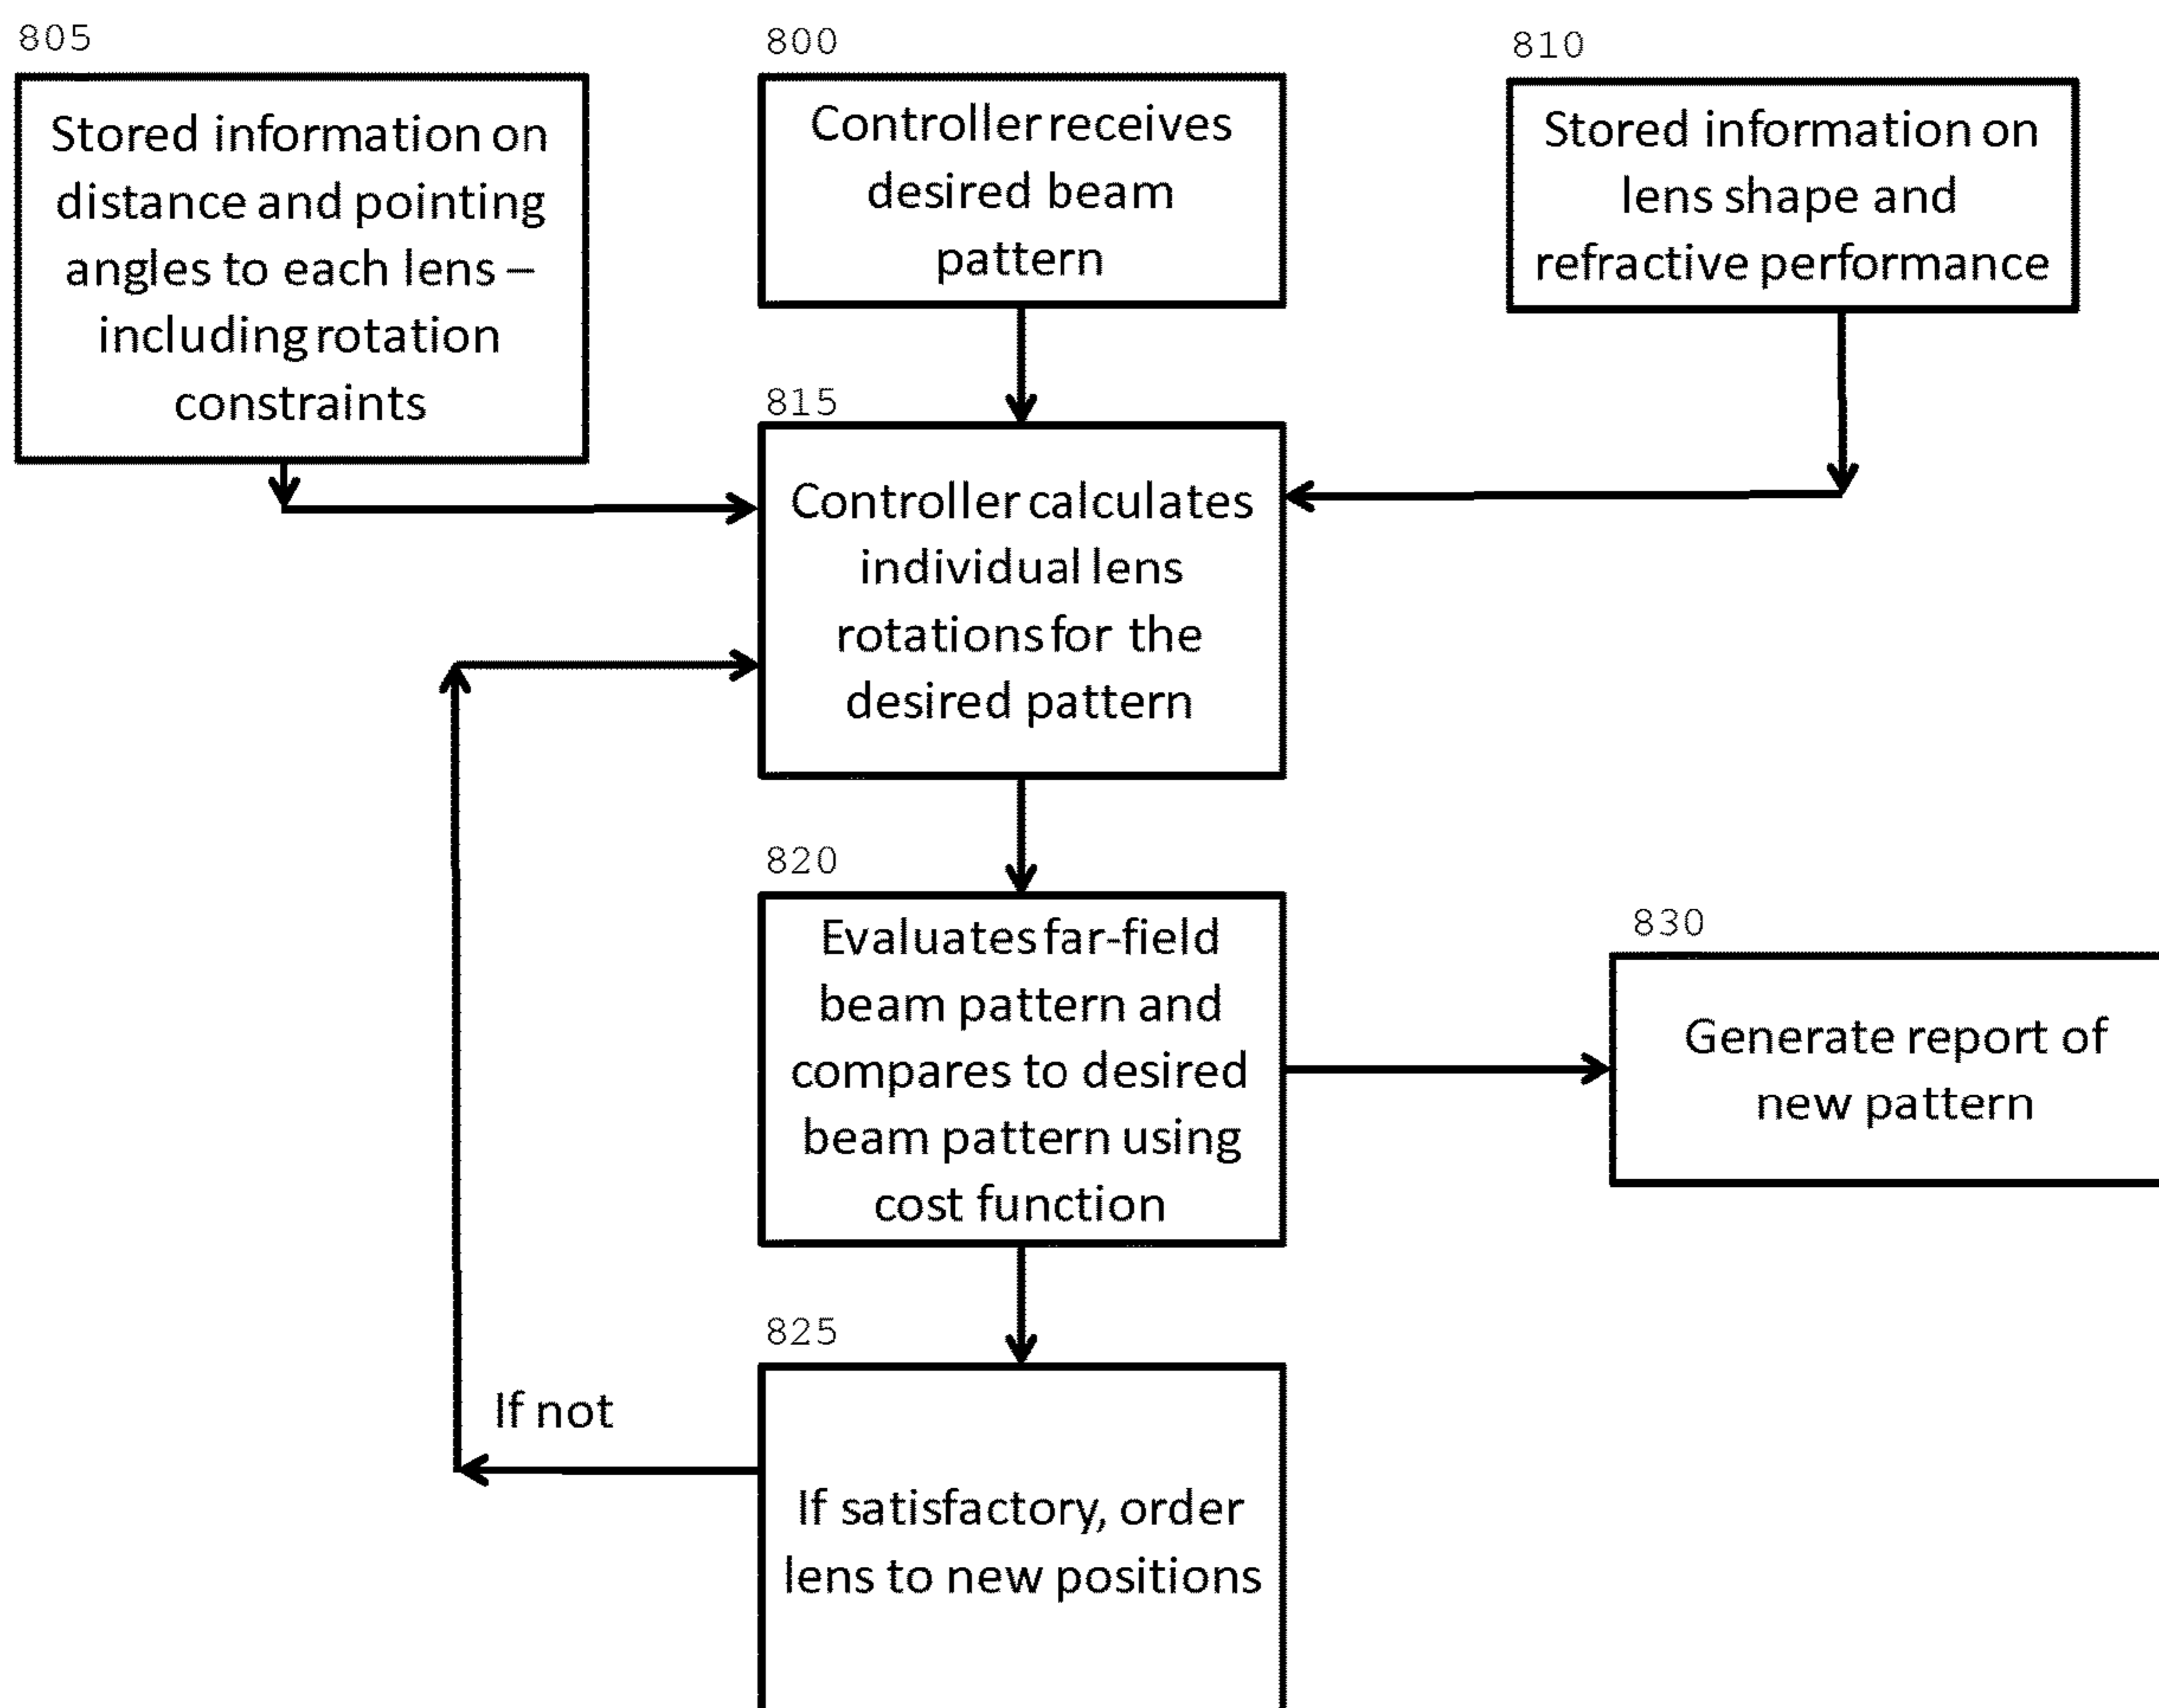 805
Stored information on
distance and pointing
angles to each lens –
including rotation
constraints
800
Controller receives
desired beam
pattern
810
Stored information on
lens shape and
refractive performance
815
Controller calculates
individual lens
rotations for the
desired pattern
820
Evaluates far-field
beam pattern and
compares to desired
beam pattern using
cost function
830
Generate report of
new pattern
825
If not
If satisfactory, order
lens to new positions